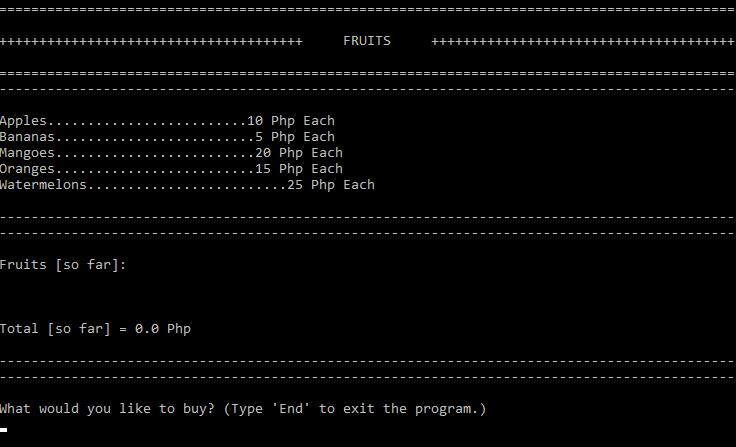 ============================================================================================
++++++++++++++++++++++++++++++++++++++     FRUITS     ++++++++++++++++++++++++++++++++++++++
============================================================================================
--------------------------------------------------------------------------------------------
Apples.........................10 Php Each
Bananas.........................5 Php Each
Mangoes.........................20 Php Each
Oranges.........................15 Php Each
Watermelons.........................25 Php Each
--------------------------------------------------------------------------------------------
--------------------------------------------------------------------------------------------
Fruits [so far]:
Total [so far] = 0.0 Php
--------------------------------------------------------------------------------------------
--------------------------------------------------------------------------------------------
What would you like to buy? (Type 'End' to exit the program.)